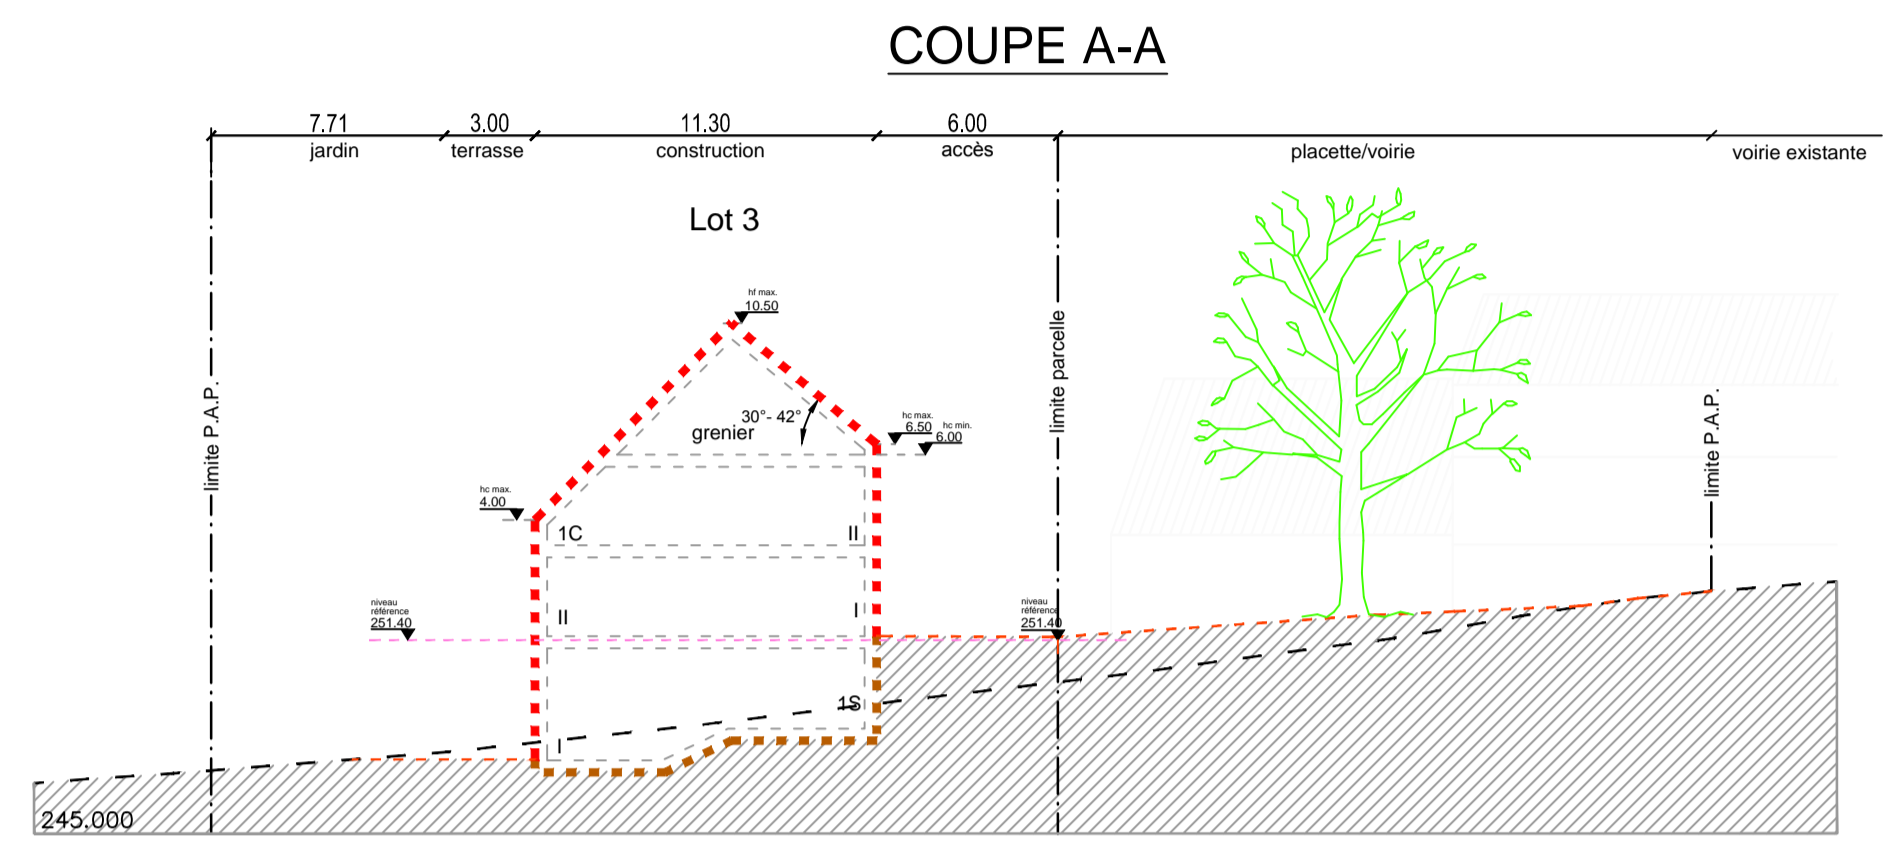 COUPE A-A
7.71
3.00
11.30
6.00
jardin
terrasse
construction
accès
placette/voirie
voirie existante
Lot 3
hf max.
10.50
limite P.A.P.
limite parcelle
limite P.A.P.
30°- 42°
grenier
hc max.
6.50
hc min.
6.00
hc max.
4.00
1C
II
niveau
référence
251.40
II
I
niveau
référence
251.40
1S
I
245.000